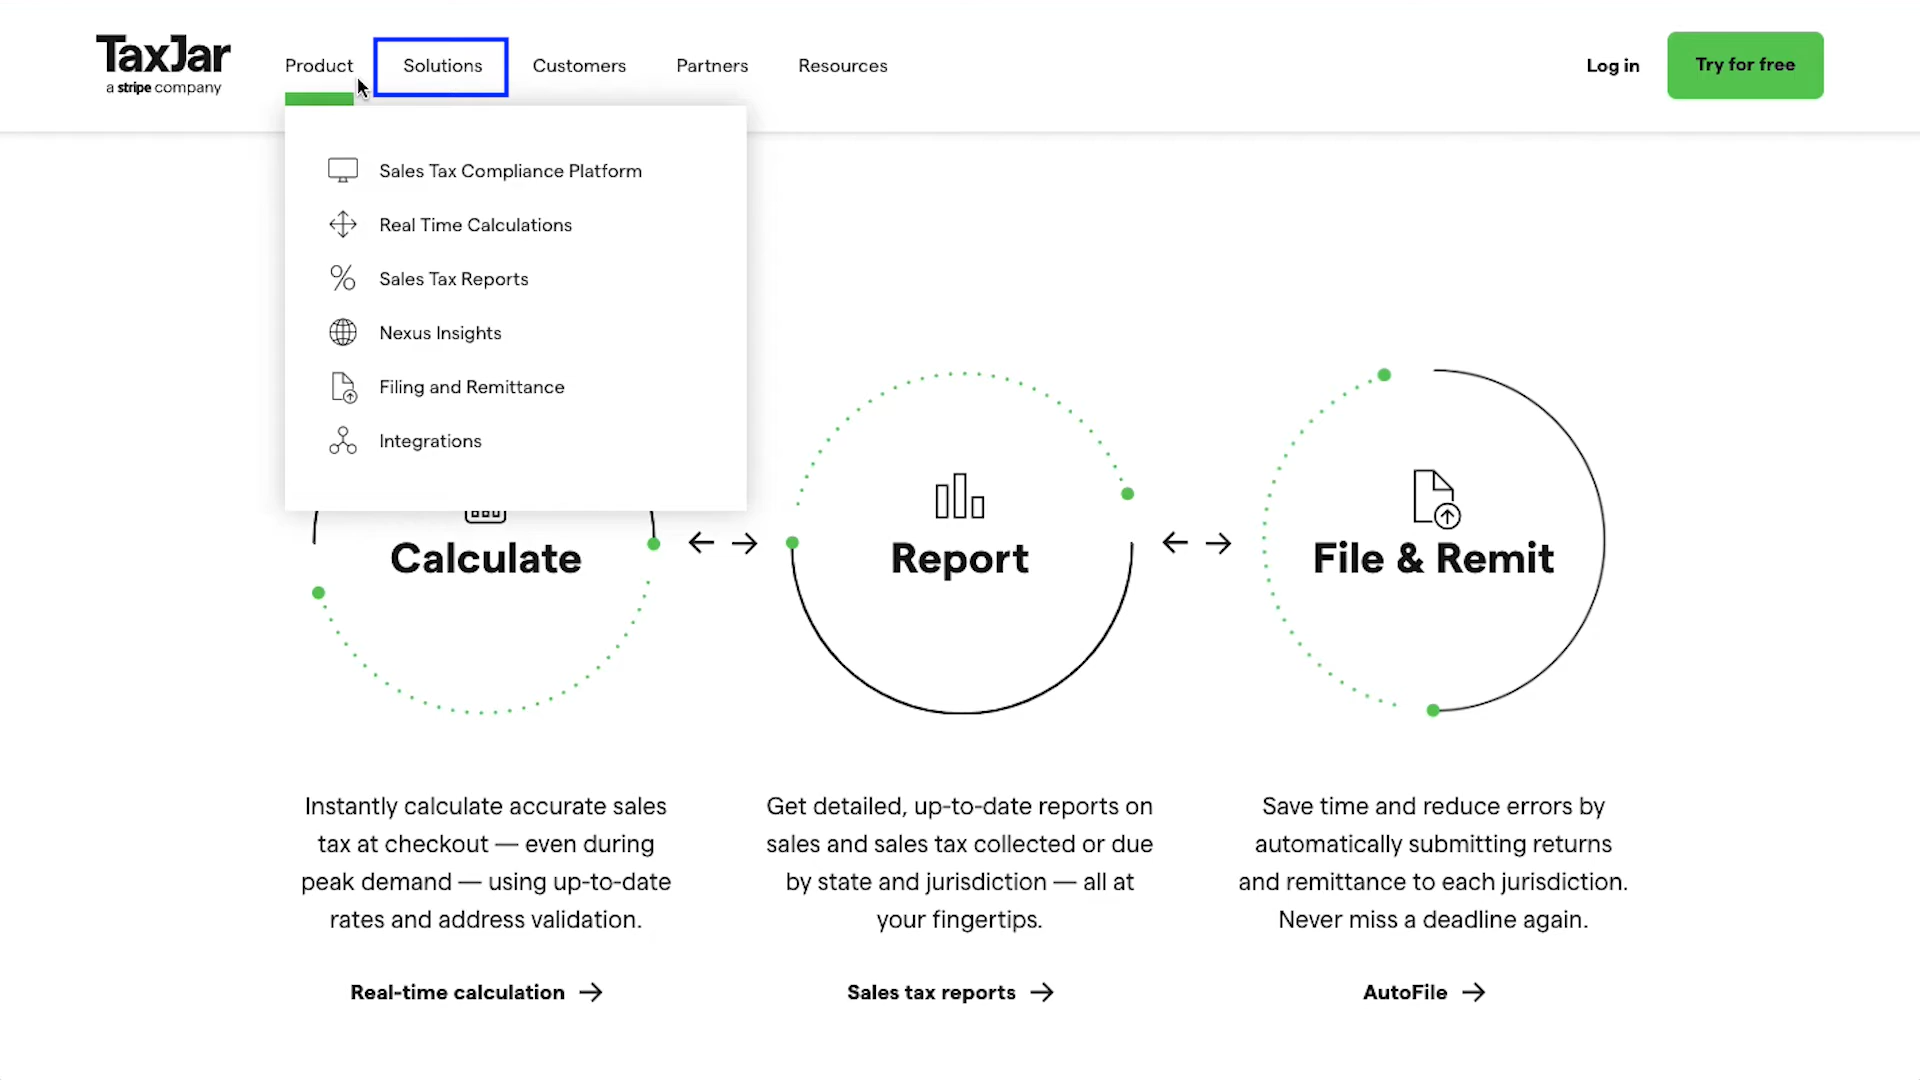 TaxJar
a stripe company
Product
Solutions
Customers
Partners
Resources
Log in
Try for free
Sales Tax Compliance Platform
Real Time Calculations
Sales Tax Reports
Nexus Insights
Filing and Remittance
Integrations
Calculate
Report
File & Remit
Instantly calculate accurate sales
tax at checkout — even during
peak demand — using up-to-date
rates and address validation.
Real-time calculation
Get detailed, up-to-date reports on
sales and sales tax collected or due
by state and jurisdiction — all at
your fingertips.
Sales tax reports
Save time and reduce errors by
automatically submitting returns
and remittance to each jurisdiction.
Never miss a deadline again.
AutoFile